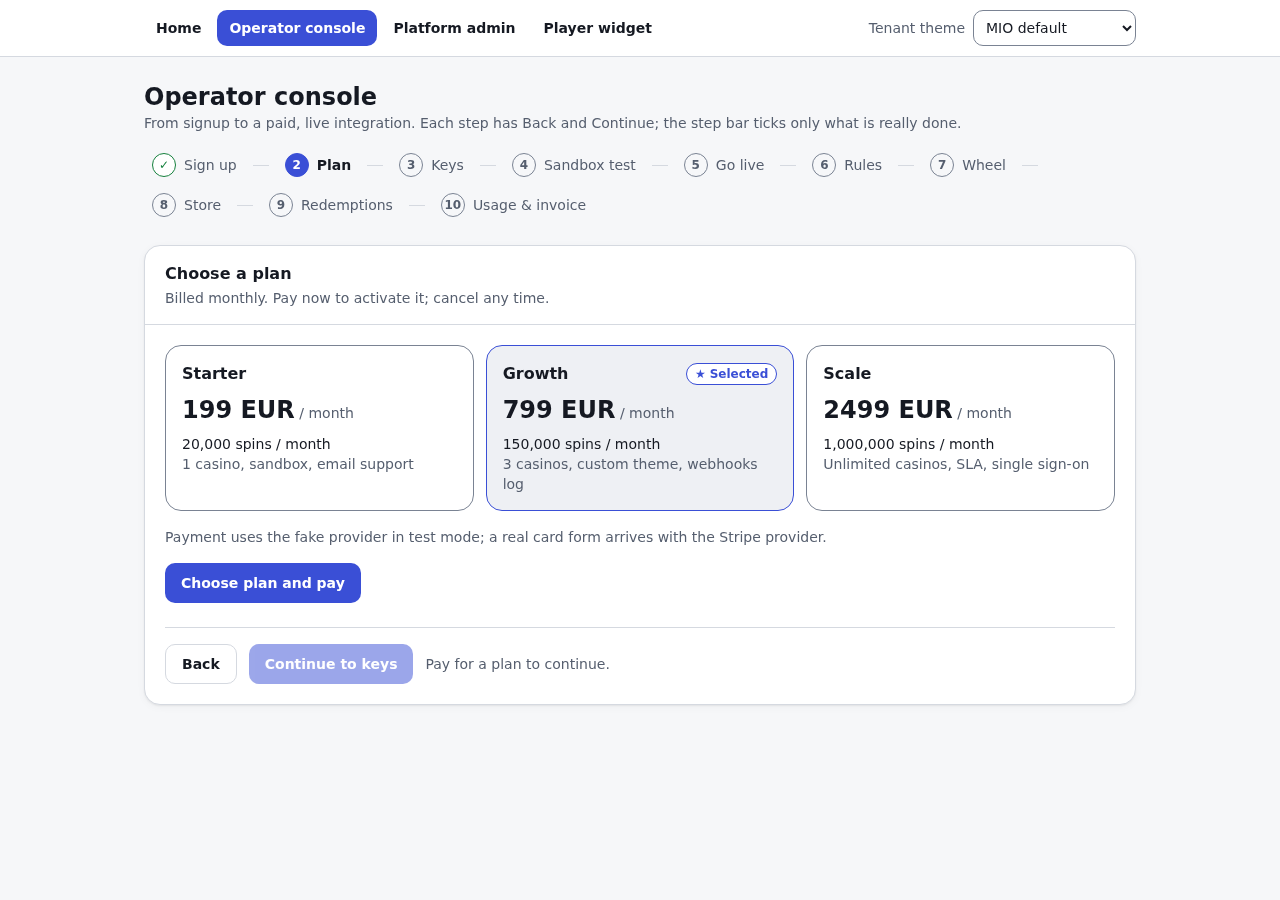 Home Operator console Platform admin Player widget Tenant theme MIO default
Operator console
From signup to a paid, live integration. Each step has Back and Continue; the step bar ticks only what is really done.
✓ Sign up 2 Plan 3 Keys 4 Sandbox test 5 Go live 6 Rules 7 Wheel
8 Store 9 Redemptions 10 Usage & invoice
Choose a plan
Billed monthly. Pay now to activate it; cancel any time.
Starter
199 EUR / month
20,000 spins / month
1 casino, sandbox, email support
Growth ★ Selected
799 EUR / month
150,000 spins / month
3 casinos, custom theme, webhooks
log
Scale
2499 EUR / month
1,000,000 spins / month
Unlimited casinos, SLA, single sign-on
Payment uses the fake provider in test mode; a real card form arrives with the Stripe provider.
Choose plan and pay
Back Continue to keys Pay for a plan to continue.